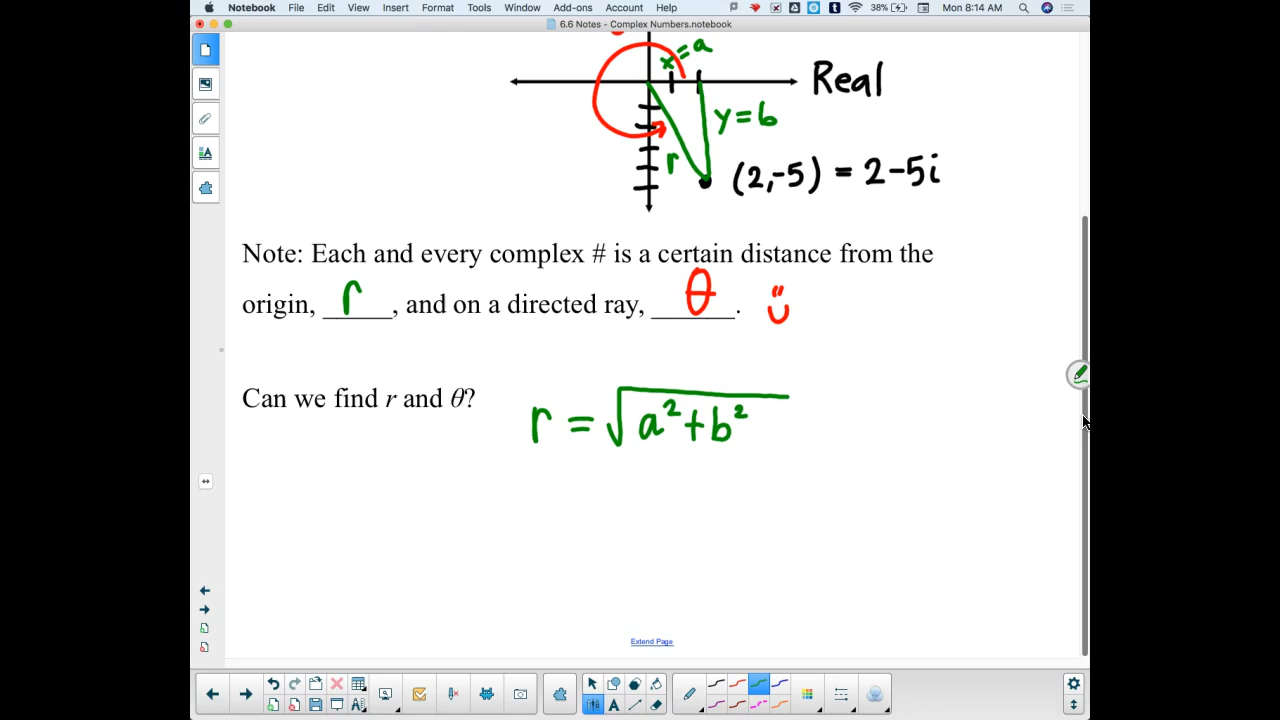 Notebook File Edit View Insert Format Tools Window Add-ons Account Help 38% Mon 8:14 AM
6.6 Notes - Complex Numbers.notebook
x = a
Real
y = b
r
(2,-5) = 2-5i
Note: Each and every complex # is a certain distance from the
origin, r, and on a directed ray, θ.
Can we find r and θ?
r = √a²+b²
Extend Page